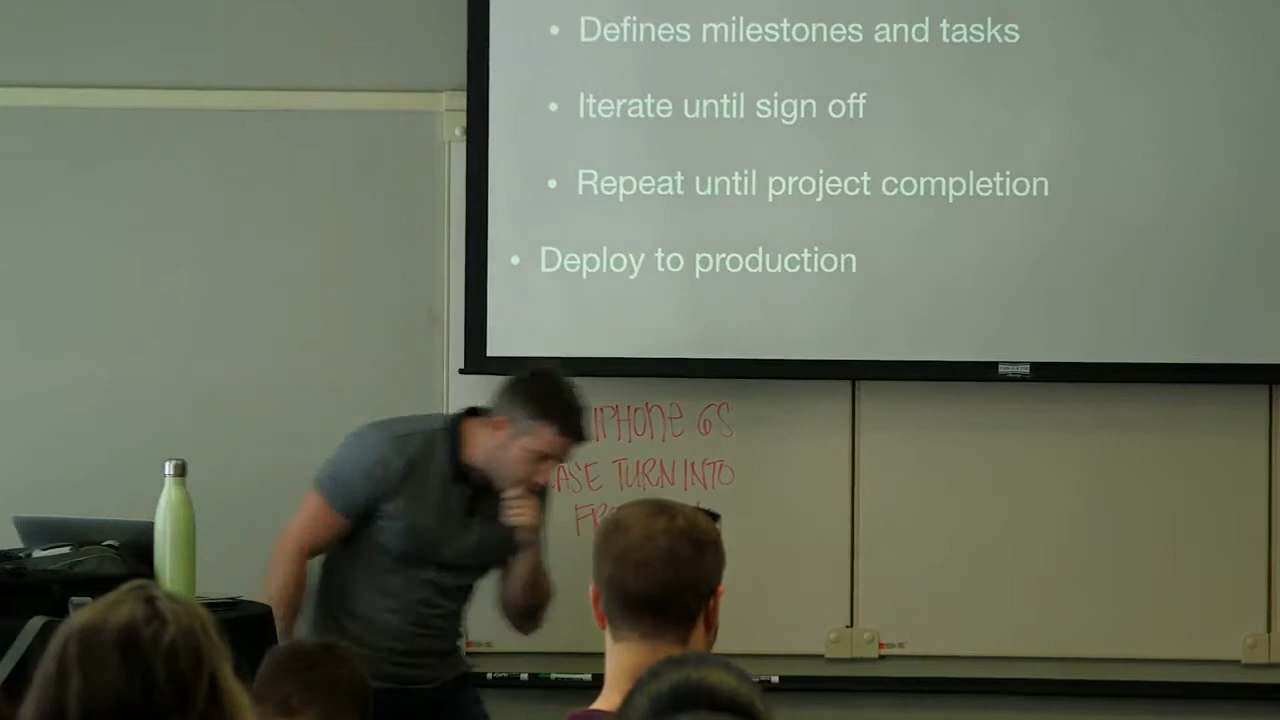 • Defines milestones and tasks
• Iterate until sign off
• Repeat until project completion
• Deploy to production
IPHONE 6S
ASE TURN INTO